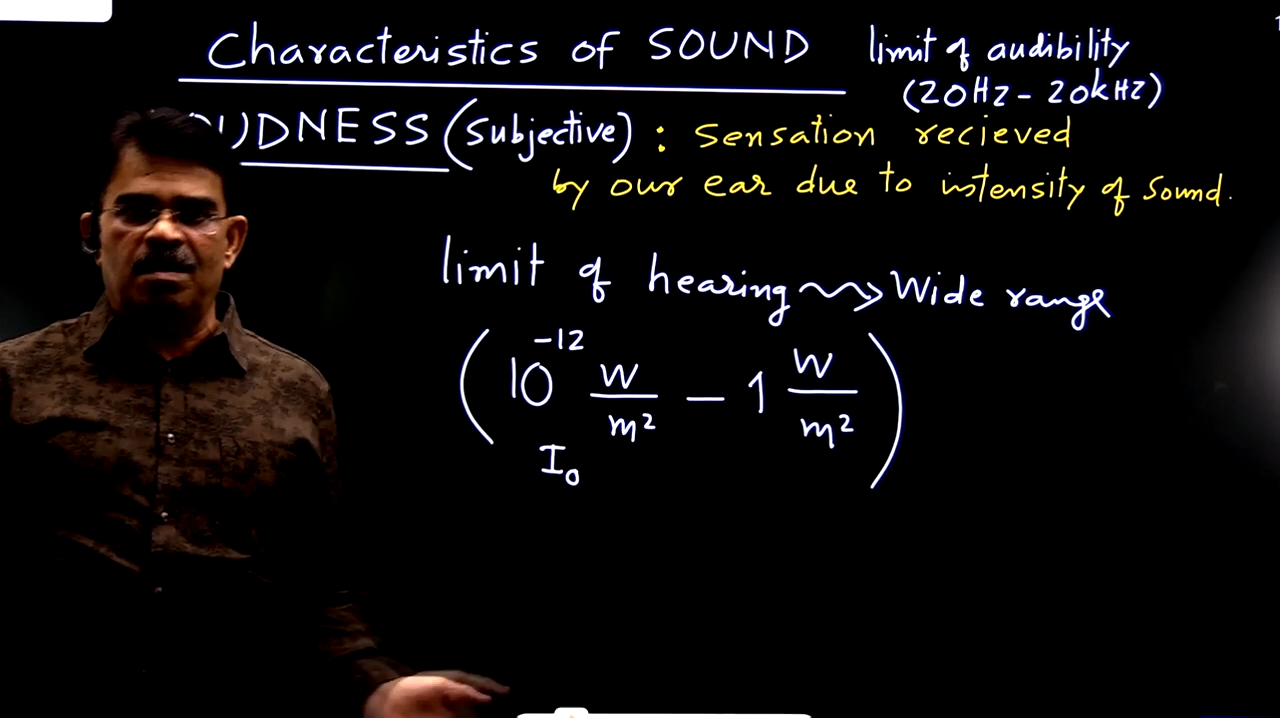 Characteristics of SOUND
limit of audibility
(20Hz - 20kHz)
OUDNESS (Subjective) : Sensation recieved
by our ear due to intensity of Sound.
limit of hearing ⇝ Wide range
(10⁻¹² W/m² – 1 W/m²)
I₀